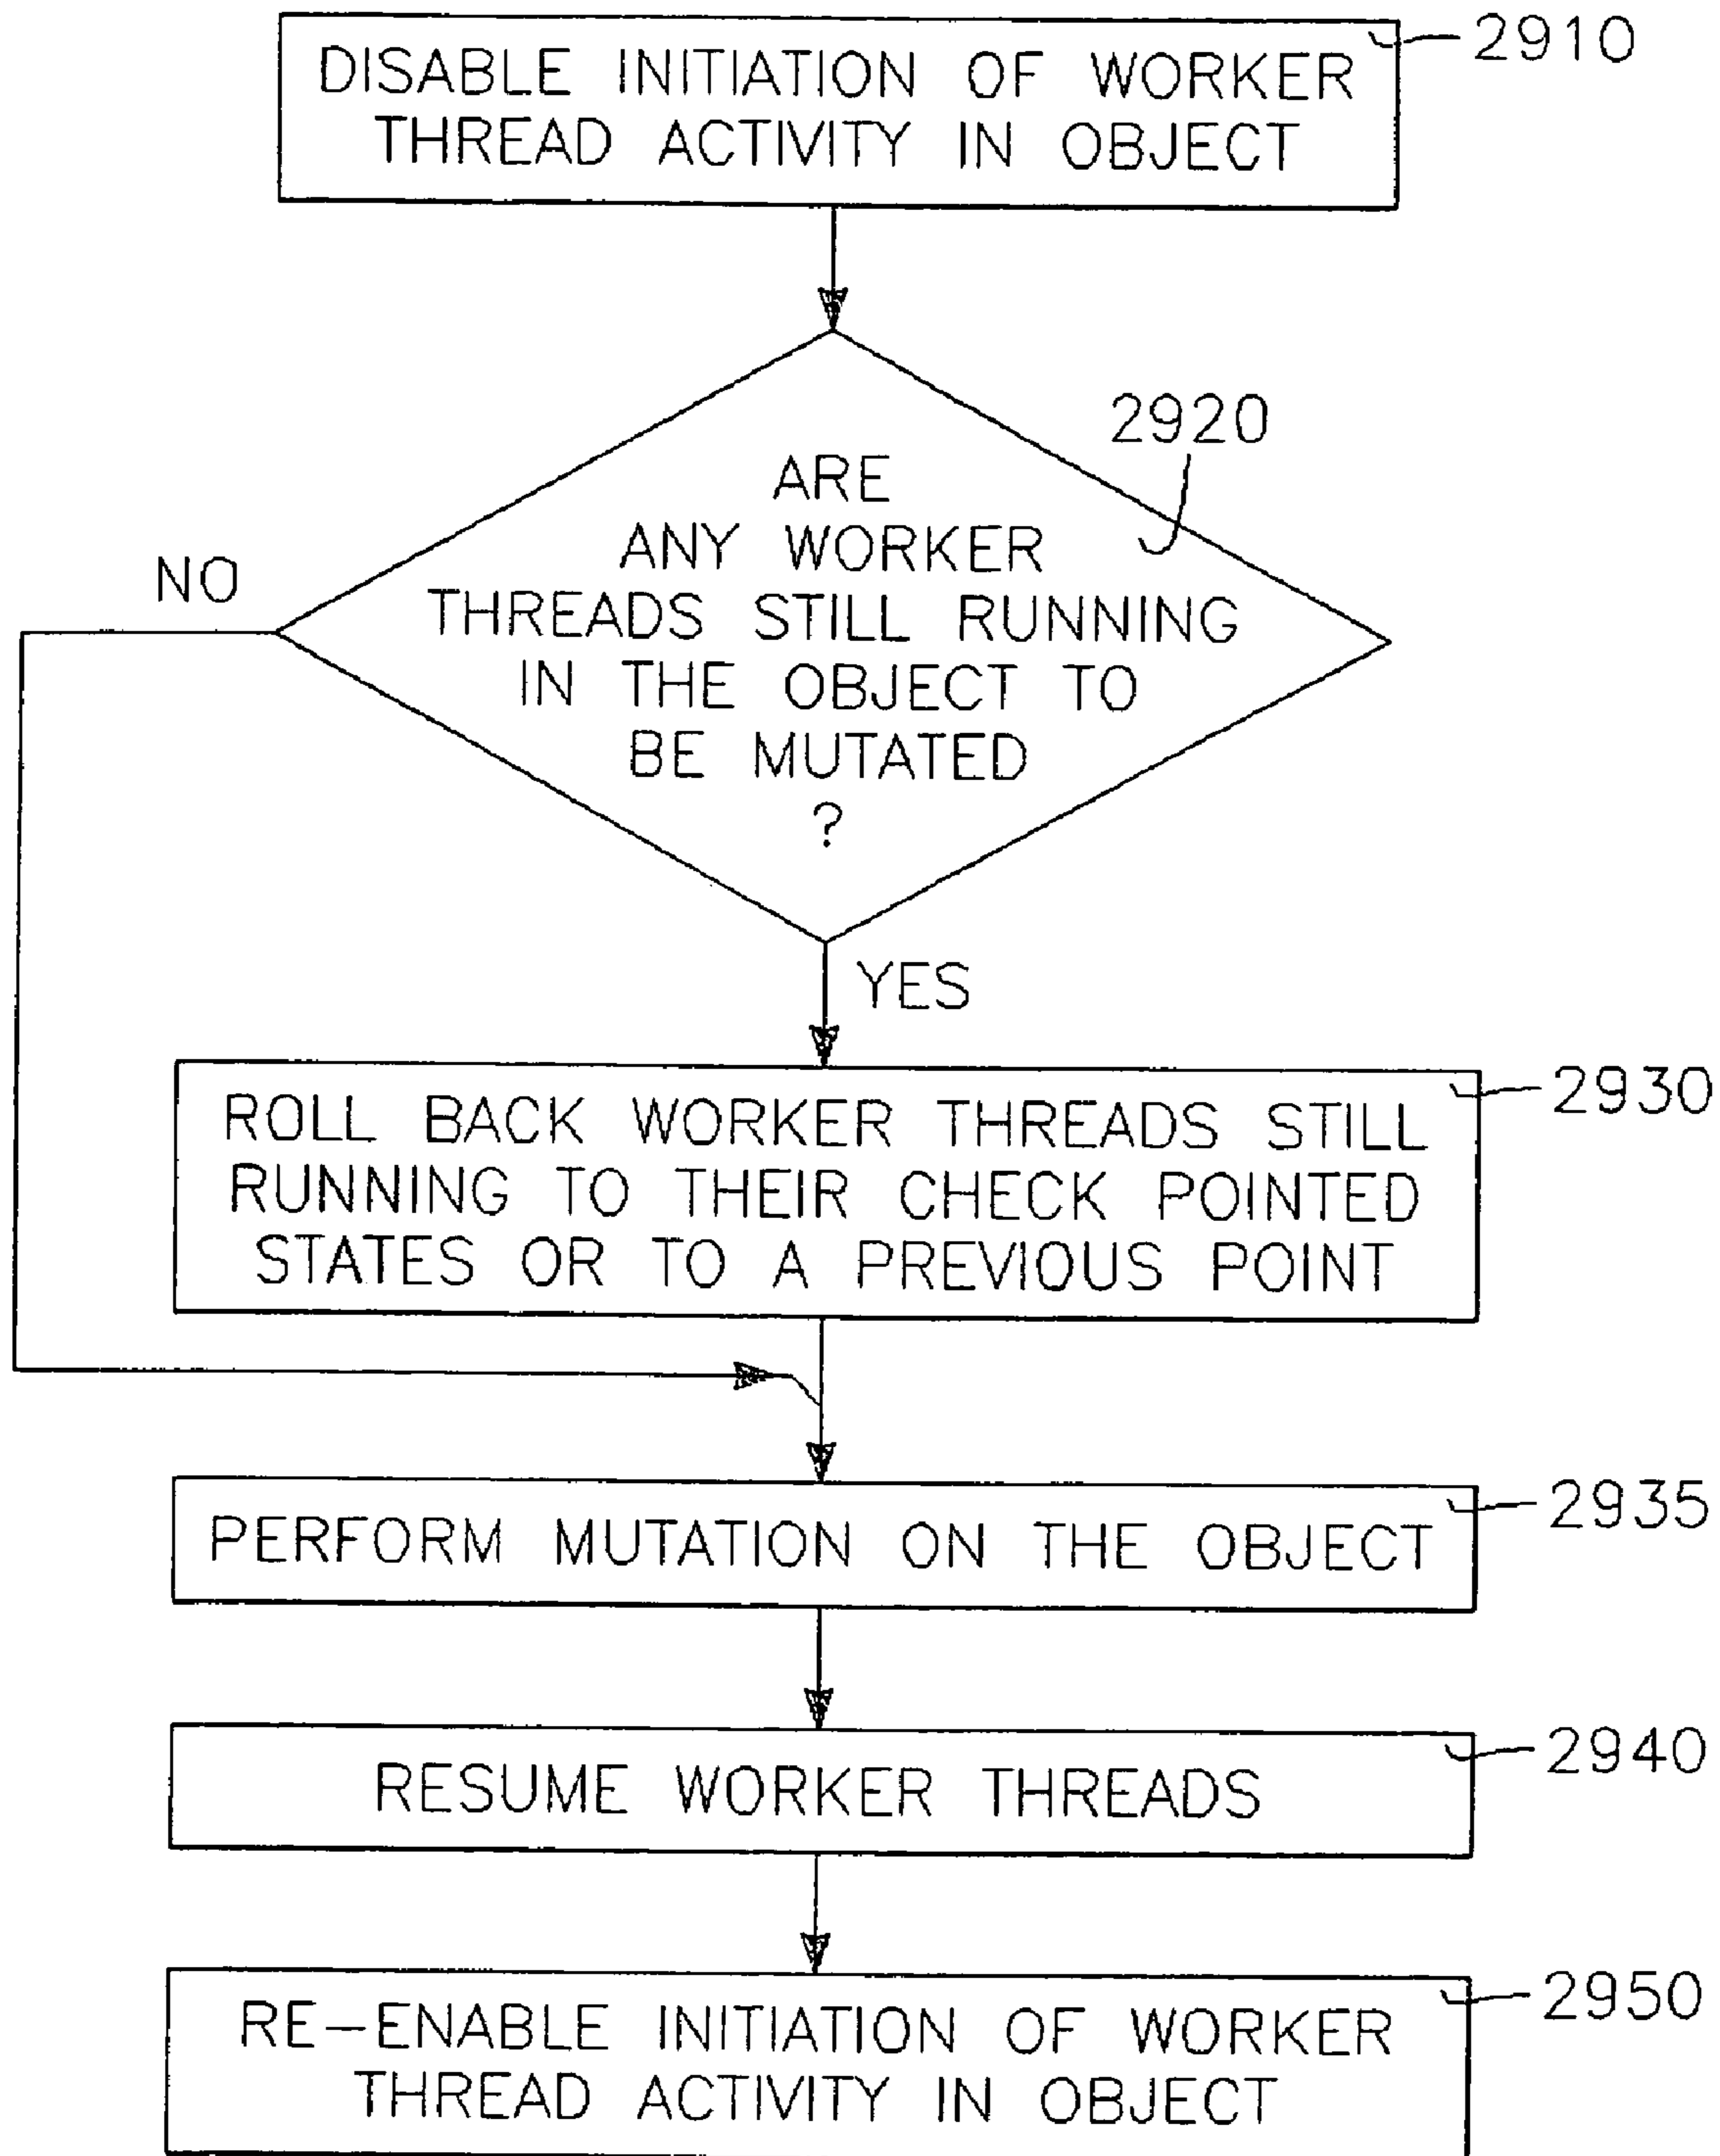 DISABLE INITIATION OF WORKER
THREAD ACTIVITY IN OBJECT
2910
2920
ARE
ANY WORKER
THREADS STILL RUNNING
IN THE OBJECT TO
BE MUTATED
?
NO
YES
ROLL BACK WORKER THREADS STILL
RUNNING TO THEIR CHECK POINTED
STATES OR TO A PREVIOUS POINT
2930
PERFORM MUTATION ON THE OBJECT
2935
RESUME WORKER THREADS
2940
RE-ENABLE INITIATION OF WORKER
THREAD ACTIVITY IN OBJECT
2950